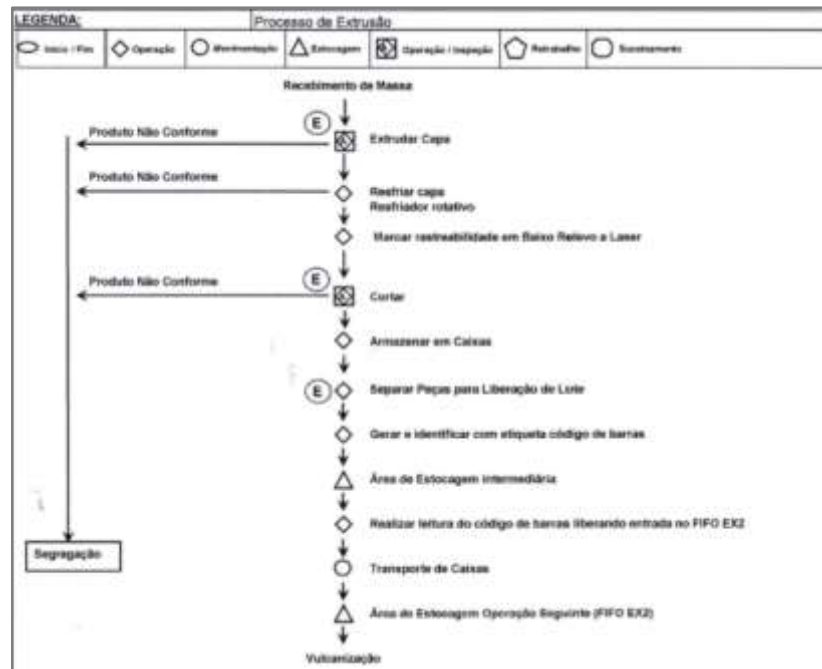 LEGENDA:
Processo de Extrusão
Início / Fim
Operação
Movimentação
Estocagem
Operação / Inspeção
Retrabalho
Recebimento de Massa
E
Produto Não Conforme
Extrudar Capa
Produto Não Conforme
Resfriar capa
Resfriador rotativo
Marcar rastreabilidade em Baixo Relevo a Laser
E
Produto Não Conforme
Cortar
Armazenar em Caixas
E
Separar Peças para Liberação de Lote
Gerar e identificar com etiqueta código de barras
Área de Estocagem intermediária
Realizar leitura do código de barras liberando entrada no FIFO EX2
Segregação
Transporte de Caixas
Área de Estocagem Operação Seguinte (FIFO EX2)
Vulcanização